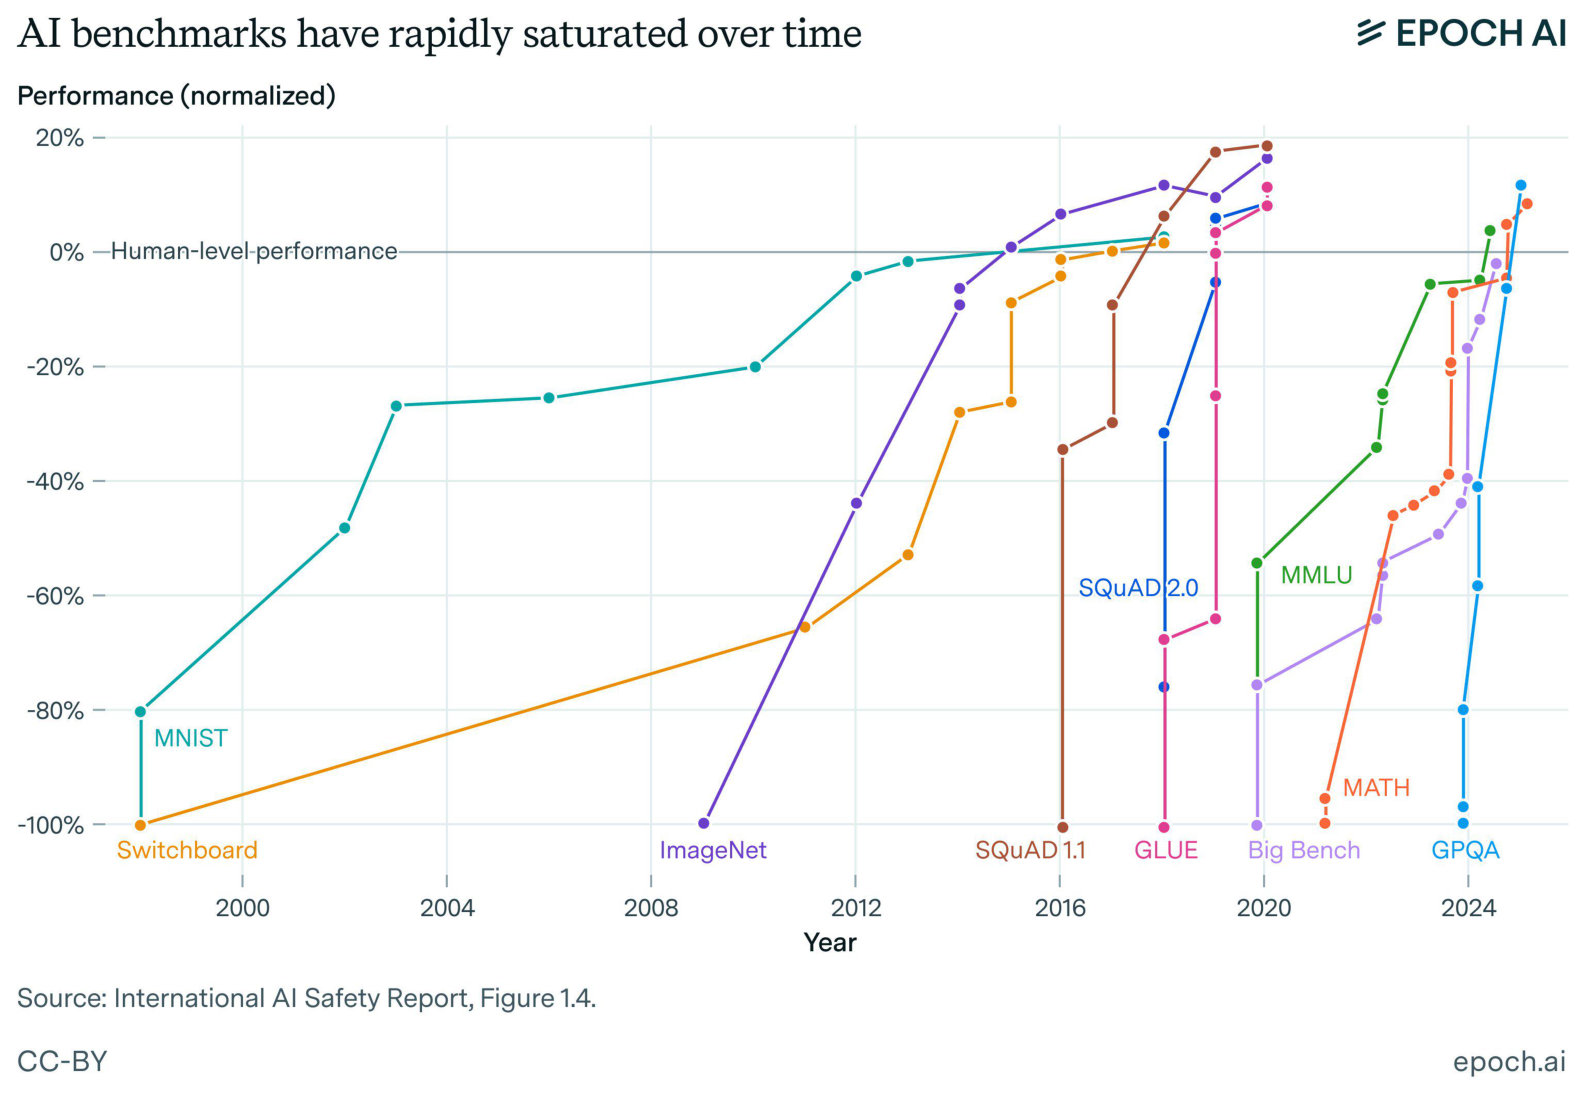 AI benchmarks have rapidly saturated over time
EPOCH AI
Performance (normalized)
20%
0%
Human-level performance
-20%
-40%
-60%
-80%
-100%
SQuAD 2.0
MMLU
MNIST
MATH
Switchboard
ImageNet
SQuAD 1.1
GLUE
Big Bench
GPQA
2000
2004
2008
2012
2016
2020
2024
Year
Source: International AI Safety Report, Figure 1.4.
CC-BY
epoch.ai